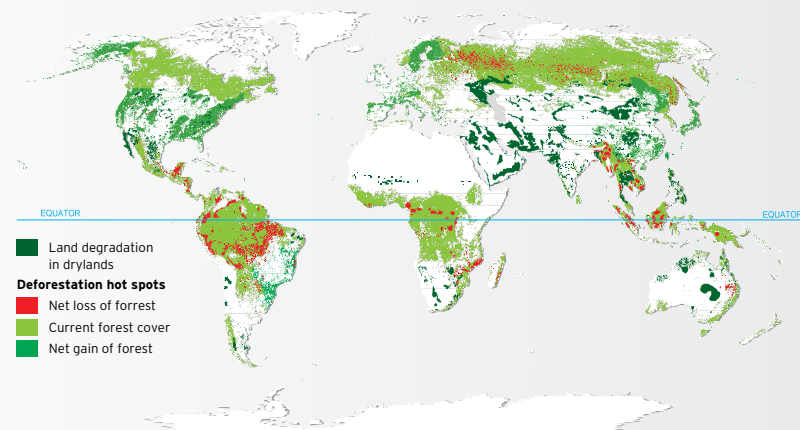 EQUATOR
EQUATOR
Land degradation
in drylands
Deforestation hot spots
Net loss of forrest
Current forest cover
Net gain of forest